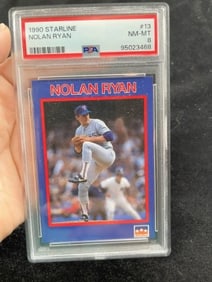 1990 STARLINE #13
NOLAN RYAN NM-MT
PSA 8
95023468
NOLAN RYAN